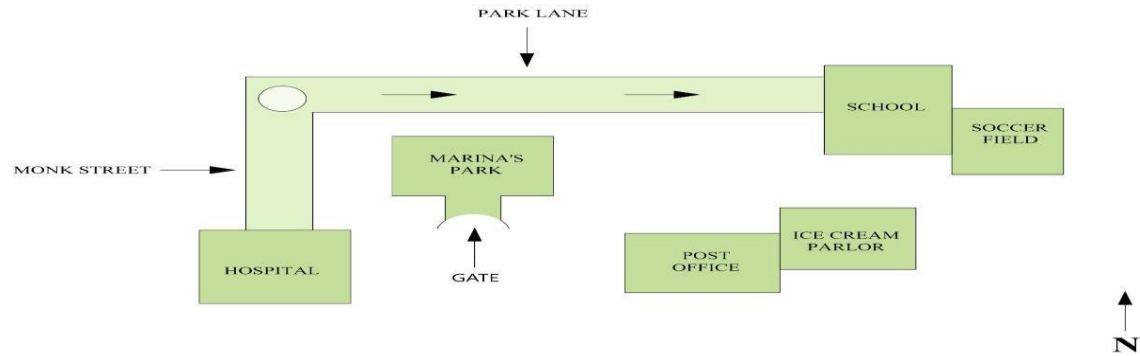 PARK LANE
SCHOOL
SOCCER
FIELD
MONK STREET
MARINA'S
PARK
HOSPITAL
GATE
POST
OFFICE
ICE CREAM
PARLOR
N